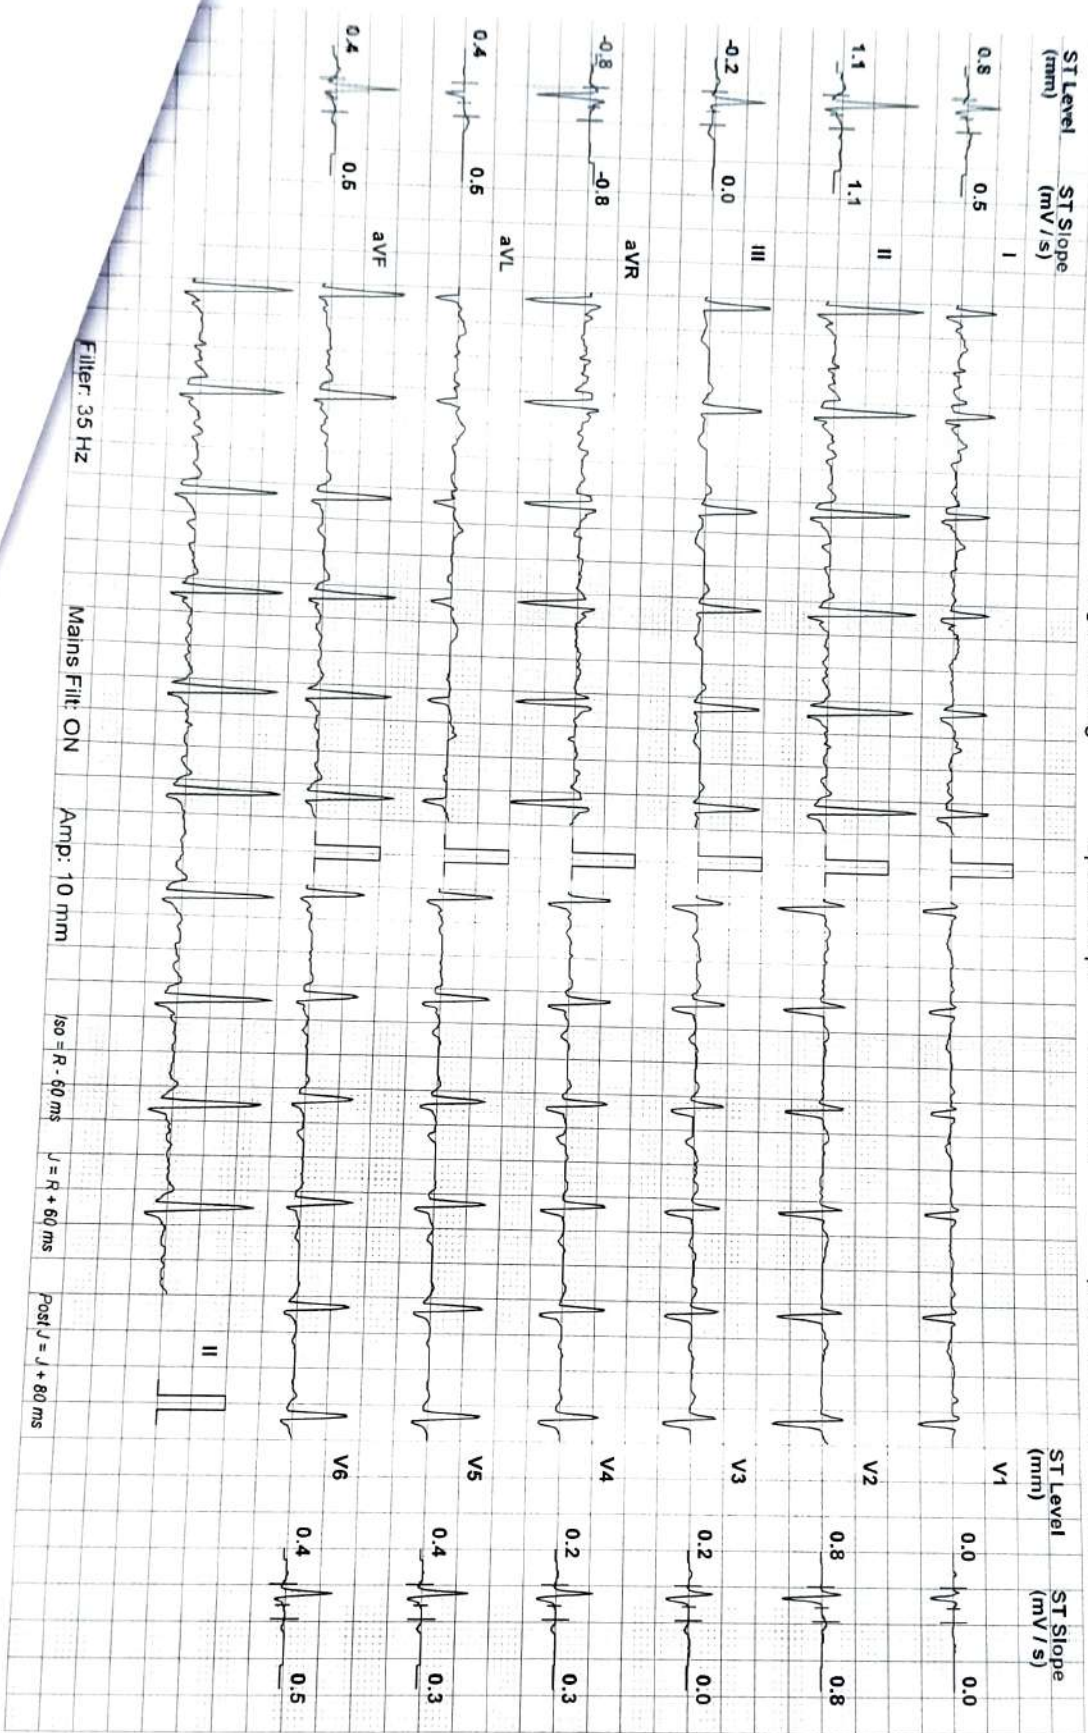 ST Level
(mm)
ST Slope
(mV / s)
I
0.8
0.5
II
1.1
1.1
III
-0.2
0.0
aVR
-0.8
-0.8
aVL
0.4
0.5
aVF
0.4
0.5
ST Level
(mm)
ST Slope
(mV / s)
V1
0.0
0.0
V2
0.8
0.8
V3
0.2
0.0
V4
0.2
0.3
V5
0.4
0.3
V6
0.4
0.5
II
Filter: 35 Hz
Mains Filt: ON
Amp: 10 mm
Iso = R - 60 ms
J = R + 60 ms
Post J = J + 80 ms